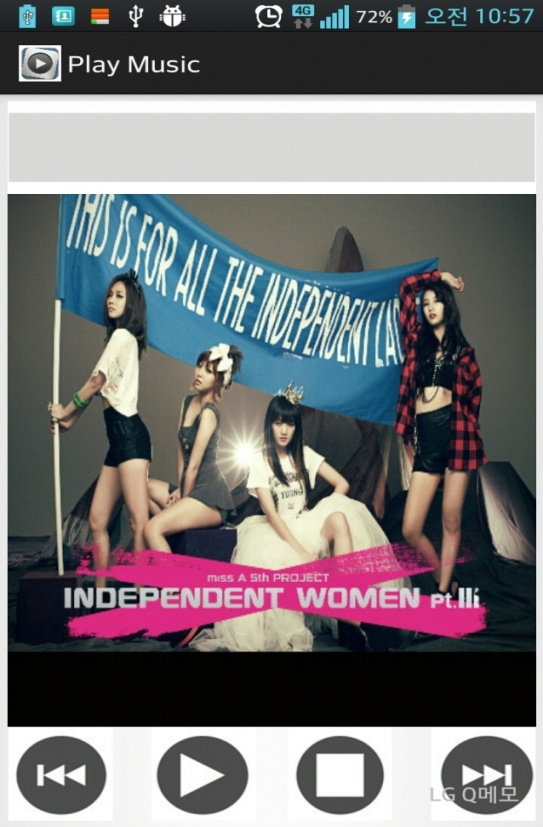 4G
72%
오전 10:57
Play Music
THIS IS FOR ALL THE INDEPENDENT LA
miss A 5th PROJECT
INDEPENDENT WOMEN Pt.III
LG Q메모